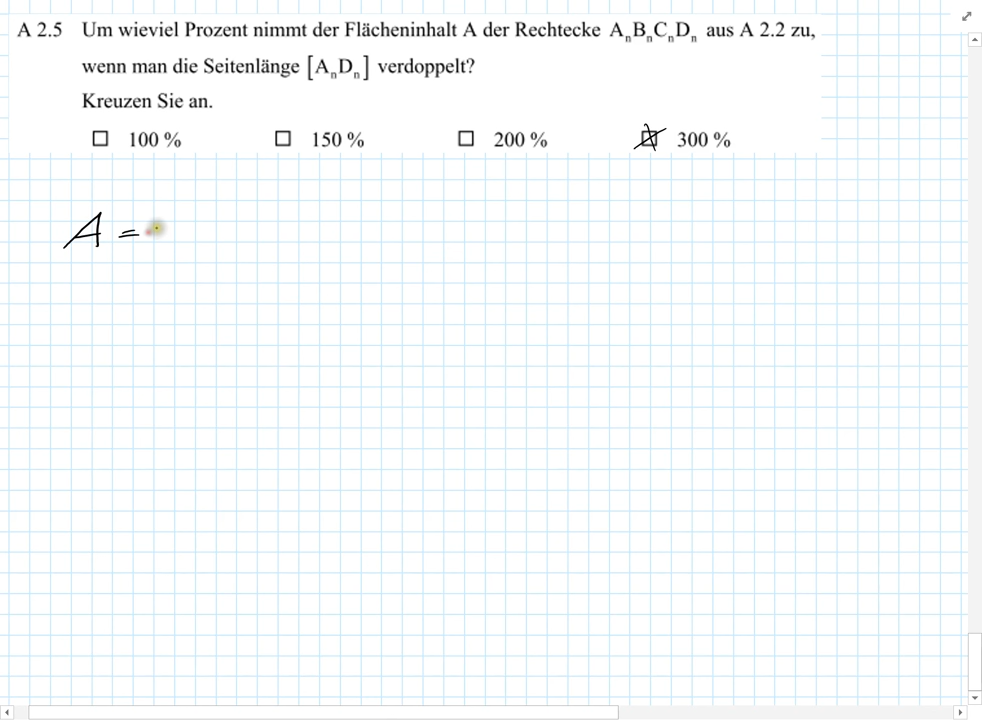 A 2.5 Um wieviel Prozent nimmt der Flächeninhalt A der Rechtecke AₙBₙCₙDₙ aus A 2.2 zu,
wenn man die Seitenlänge [AₙDₙ] verdoppelt?
Kreuzen Sie an.
☐ 100 % ☐ 150 % ☐ 200 % ☒ 300 %
A =